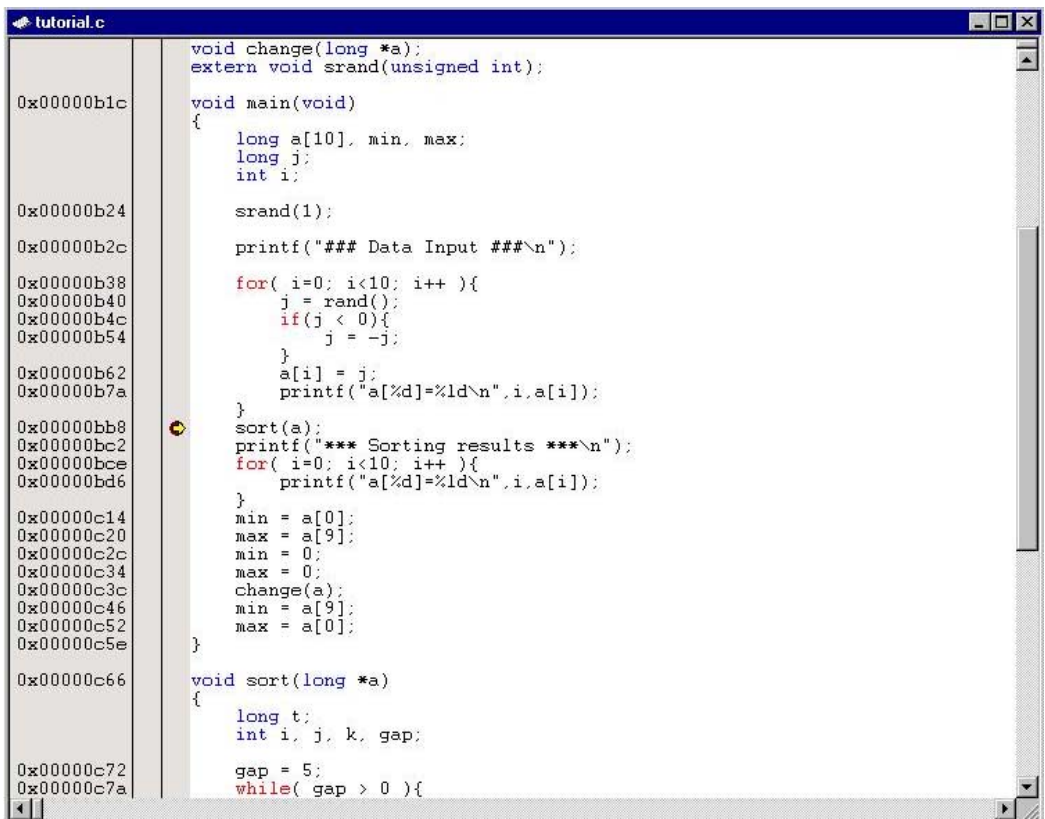 tutorial.c
void change(long *a);
extern void srand(unsigned int);
0x00000b1c void main(void)
{
long a[10], min, max;
long j;
int i;
0x00000b24 srand(1);
0x00000b2c printf("### Data Input ###\n");
0x00000b38 for( i=0; i<10; i++ ){
0x00000b40 j = rand();
0x00000b4c if(j < 0){
0x00000b54 j = -j;
}
0x00000b62 a[i] = j;
0x00000b7a printf("a[%d]=%ld\n",i,a[i]);
}
0x00000bb8 sort(a);
0x00000bc2 printf("*** Sorting results ***\n");
0x00000bce for( i=0; i<10; i++ ){
0x00000bd6 printf("a[%d]=%ld\n",i,a[i]);
}
0x00000c14 min = a[0];
0x00000c20 max = a[9];
0x00000c2c min = 0;
0x00000c34 max = 0;
0x00000c3c change(a);
0x00000c46 min = a[9];
0x00000c52 max = a[0];
0x00000c5e }
0x00000c66 void sort(long *a)
{
long t;
int i, j, k, gap;
0x00000c72 gap = 5;
0x00000c7a while( gap > 0 ){